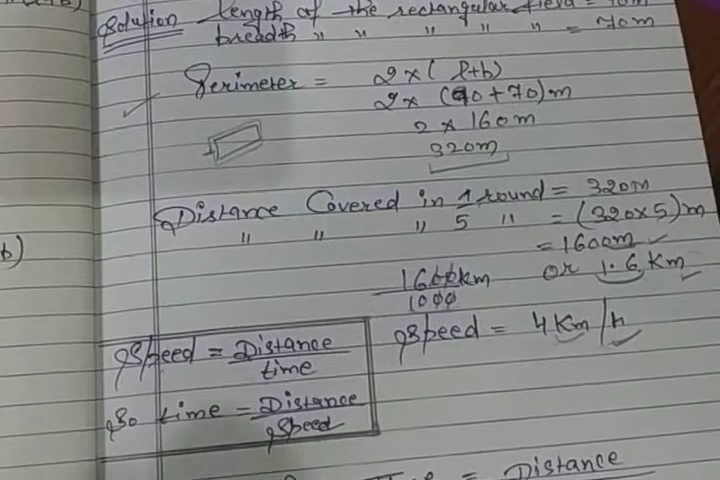 Solution length of the rectangular field =
breadth " " " " " = 70m
Perimeter = 2 × (l+b)
2 × (90 + 70) m
2 × 160m
320m
Distance Covered in 1 round = 320m
" " " 5 " = (320×5) m
b)
= 1600m
1600km
1000
or 1.6 Km
Speed = Distance
time
Speed = 4 Km/h
So time = Distance
Speed
= Distance